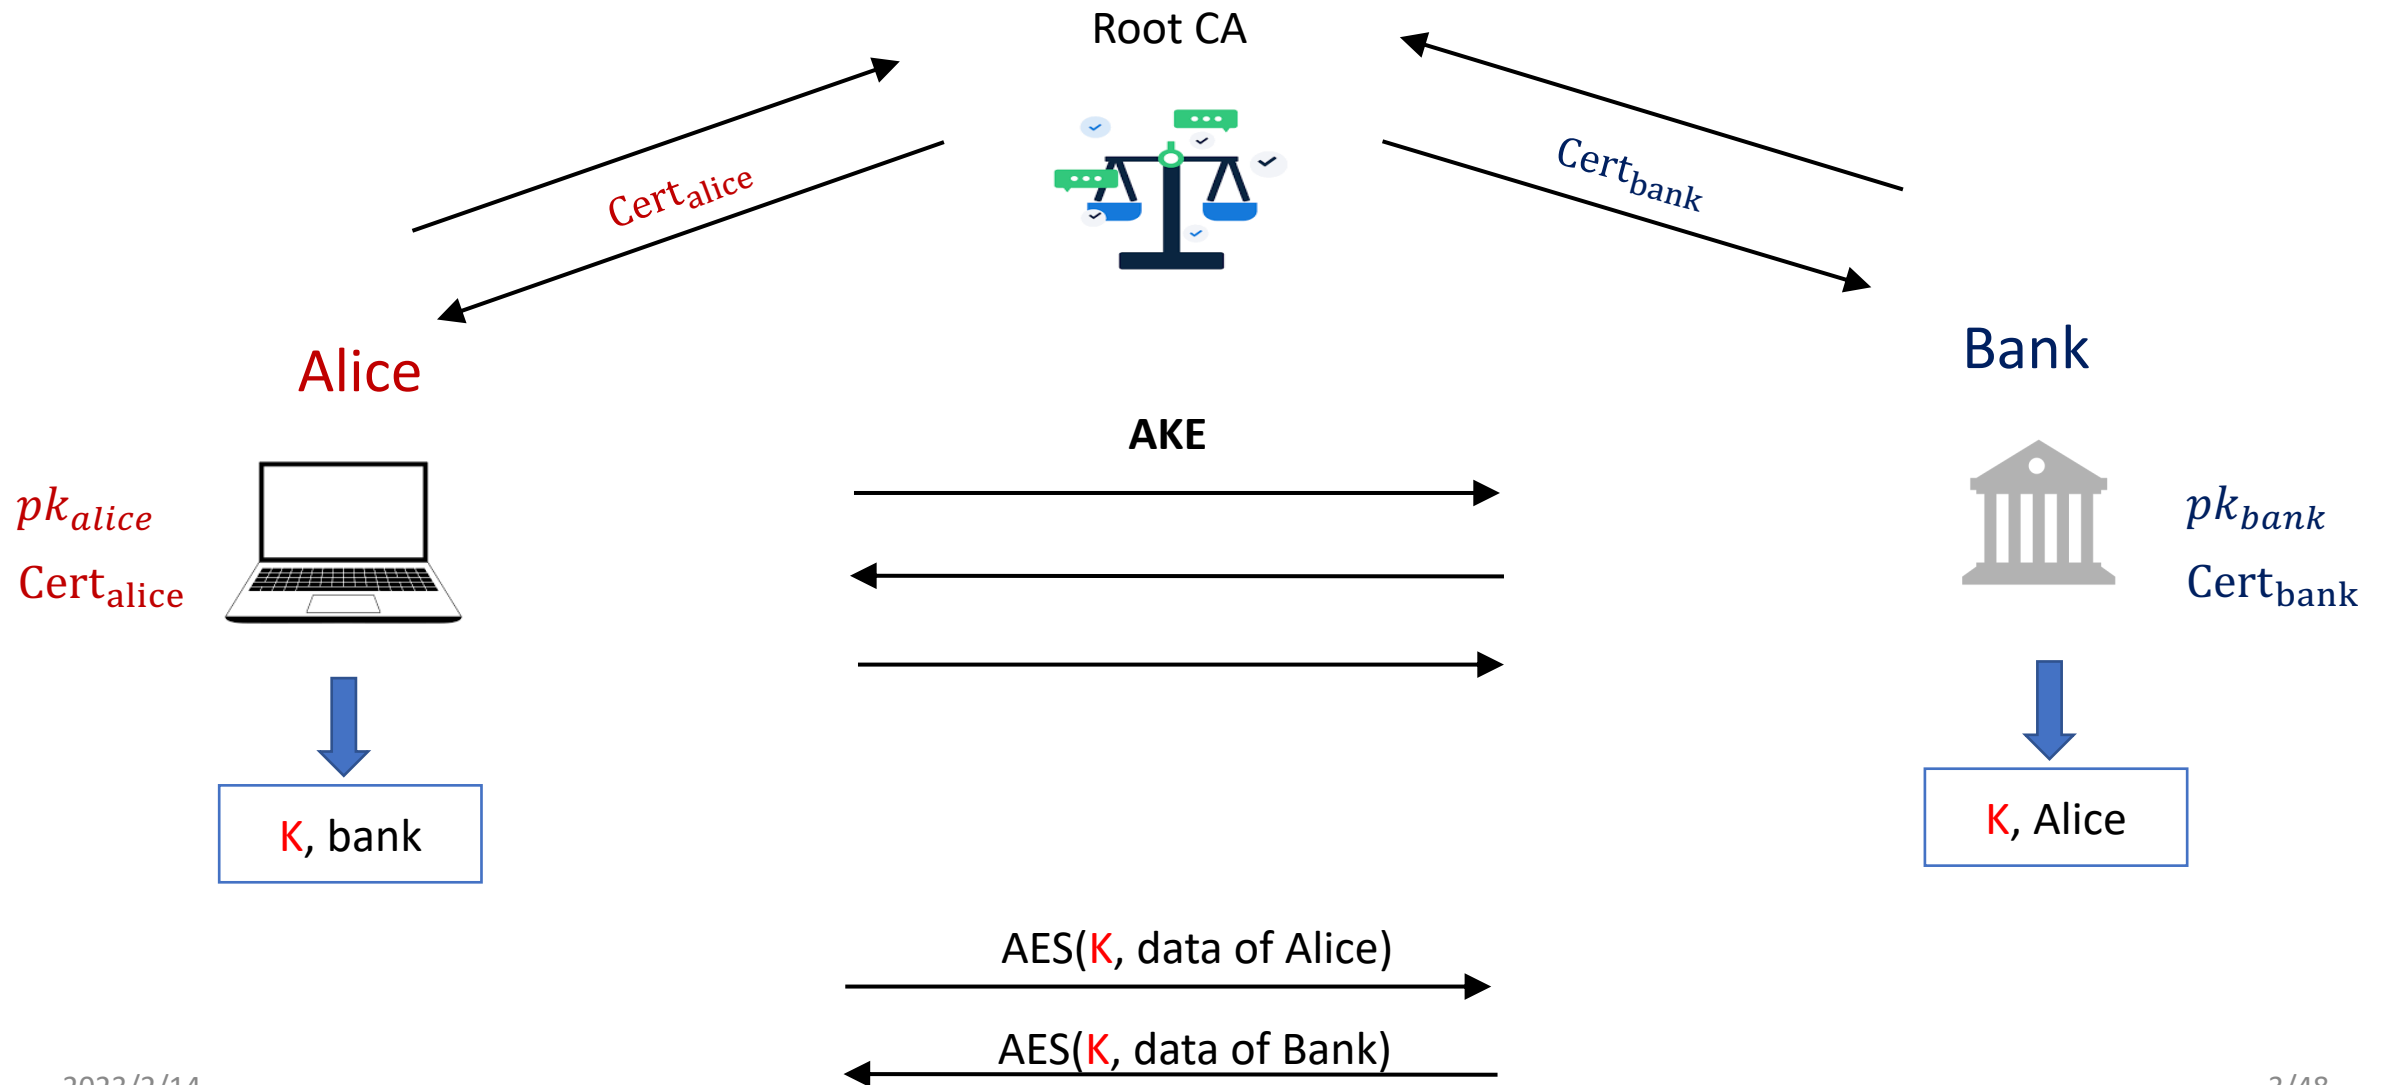 Root CA
Cert_alice
Cert_bank
Alice
Bank
AKE
pk_alice
Cert_alice
pk_bank
Cert_bank
K, bank
K, Alice
AES(K, data of Alice)
AES(K, data of Bank)